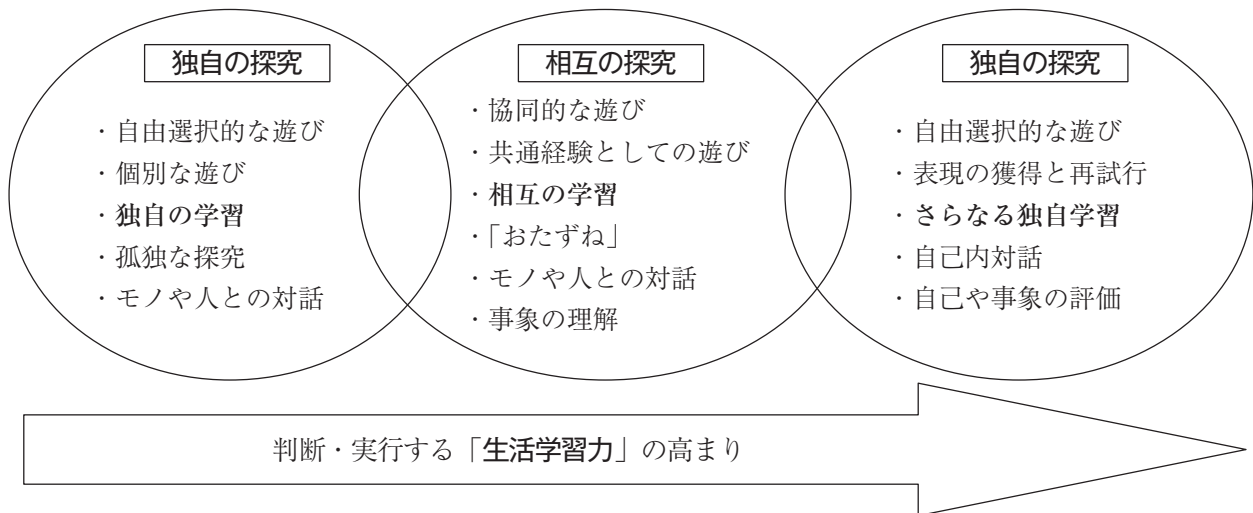 独自の探究
・自由選択的な遊び
・個別な遊び
・独自の学習
・孤独な探究
・モノや人との対話
相互の探究
・協同的な遊び
・共通経験としての遊び
・相互の学習
・「おたずね」
・モノや人との対話
・事象の理解
独自の探究
・自由選択的な遊び
・表現の獲得と再試行
・さらなる独自学習
・自己内対話
・自己や事象の評価
判断・実行する「生活学習力」の高まり